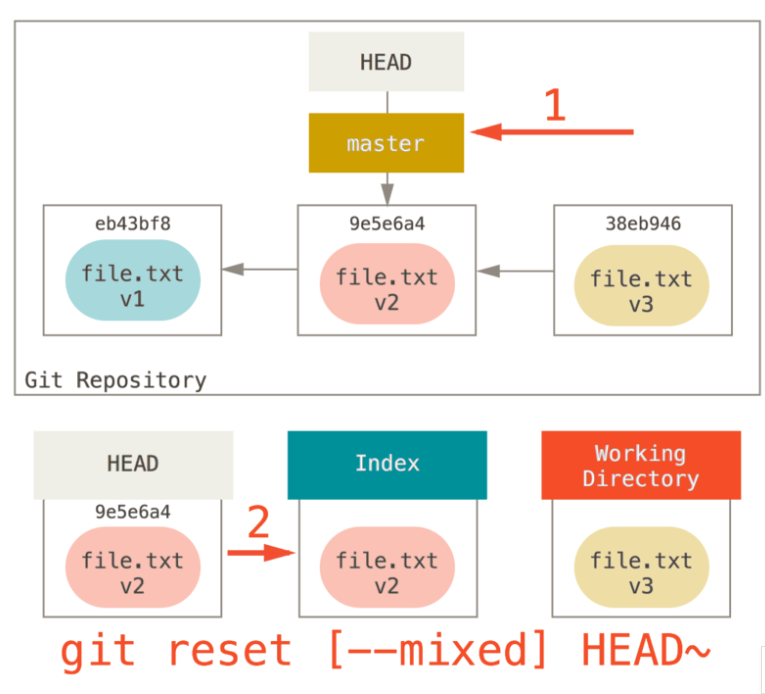 HEAD
1
master
eb43bf8
9e5e6a4
38eb946
file.txt
v1
file.txt
v2
file.txt
v3
Git Repository
HEAD
Index
Working
Directory
9e5e6a4
2
file.txt
v2
file.txt
v2
file.txt
v3
git reset [--mixed] HEAD~